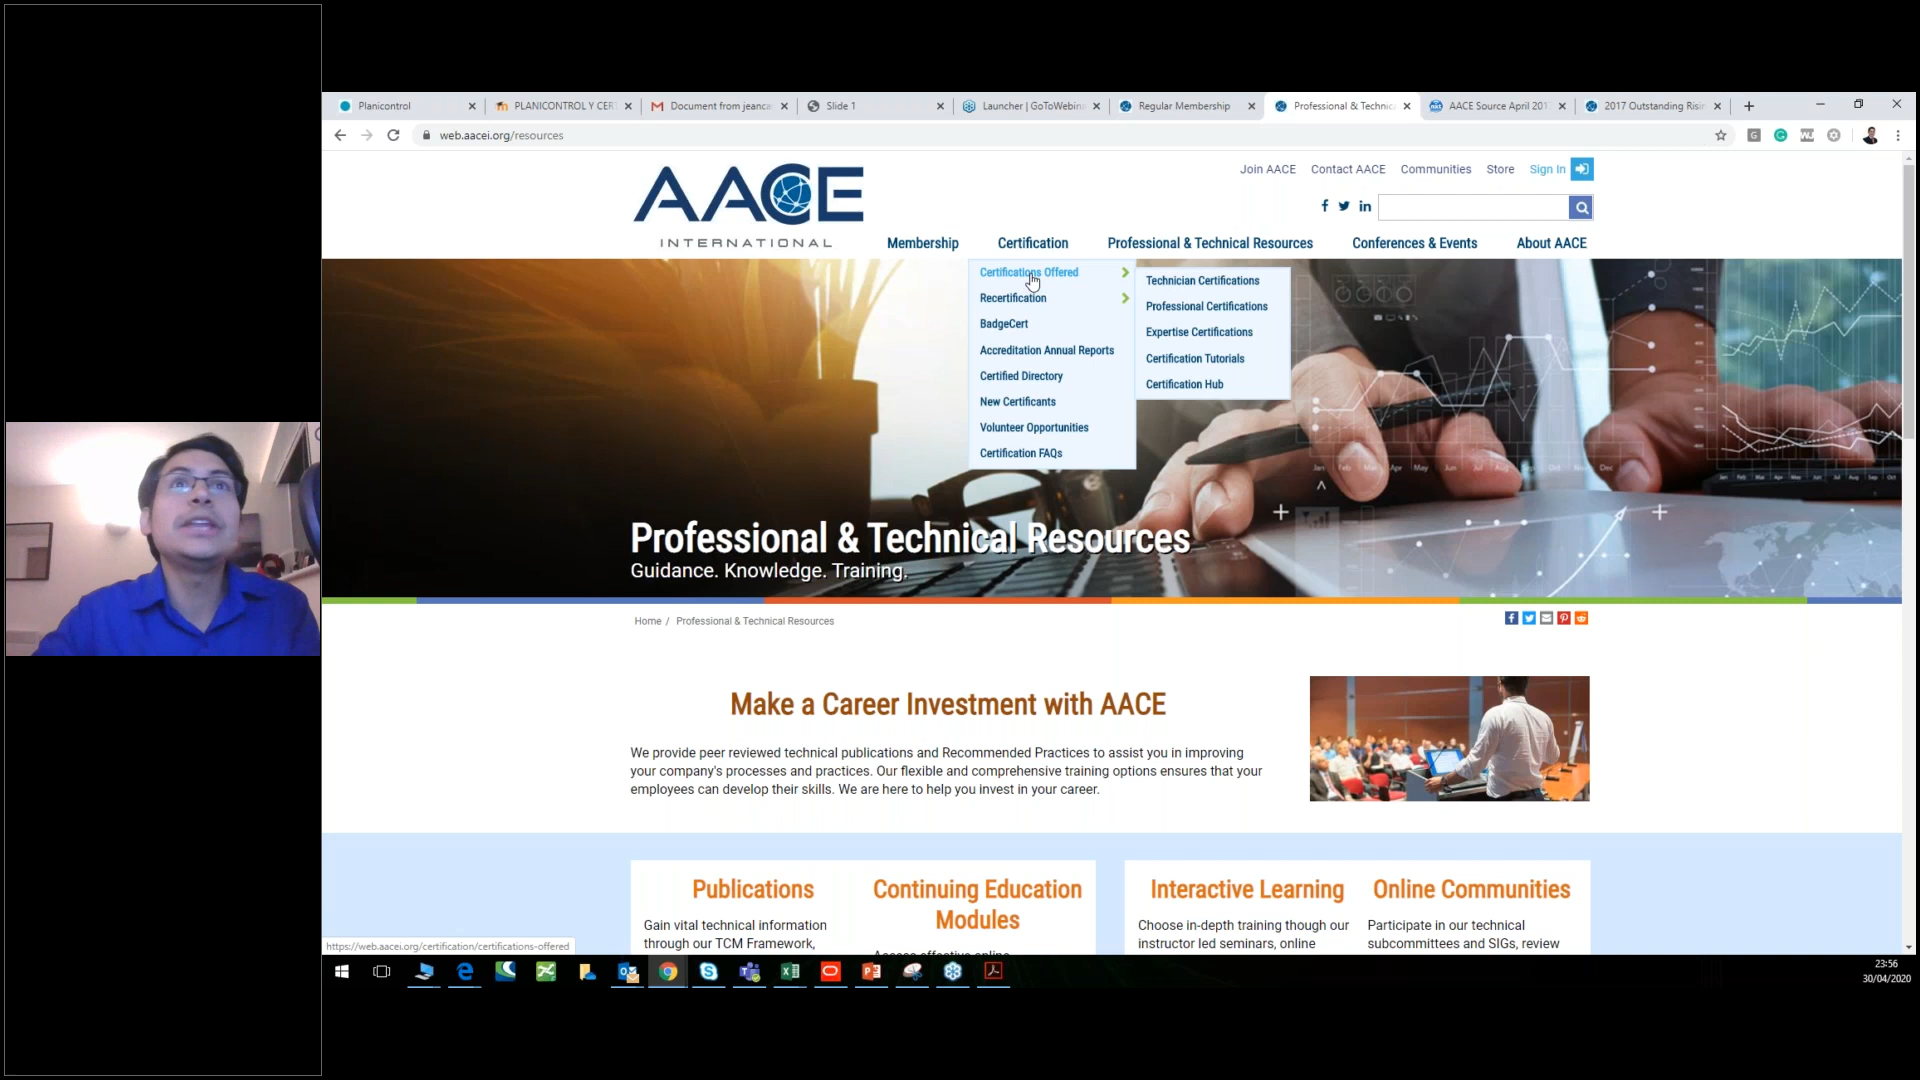 Planicontrol
PLANICONTROL Y CER
Document from jeanca
Slide 1
Launcher | GoToWebina
Regular Membership
Professional & Technic
AACE Source April 201
2017 Outstanding Risin
web.aacei.org/resources
AACE
INTERNATIONAL
Join AACE
Contact AACE
Communities
Store
Sign In
Membership
Certification
Professional & Technical Resources
Conferences & Events
About AACE
Certifications Offered
Recertification
BadgeCert
Accreditation Annual Reports
Certified Directory
New Certificants
Volunteer Opportunities
Certification FAQs
Technician Certifications
Professional Certifications
Expertise Certifications
Certification Tutorials
Certification Hub
Professional & Technical Resources
Guidance. Knowledge. Training.
Home / Professional & Technical Resources
Make a Career Investment with AACE
We provide peer reviewed technical publications and Recommended Practices to assist you in improving
your company's processes and practices. Our flexible and comprehensive training options ensures that your
employees can develop their skills. We are here to help you invest in your career.
Publications
Gain vital technical information
through our TCM Framework,
Continuing Education
Modules
Interactive Learning
Choose in-depth training though our
instructor led seminars, online
Online Communities
Participate in our technical
subcommittees and SIGs, review
https://web.aacei.org/certification/certifications-offered
23:56
30/04/2020